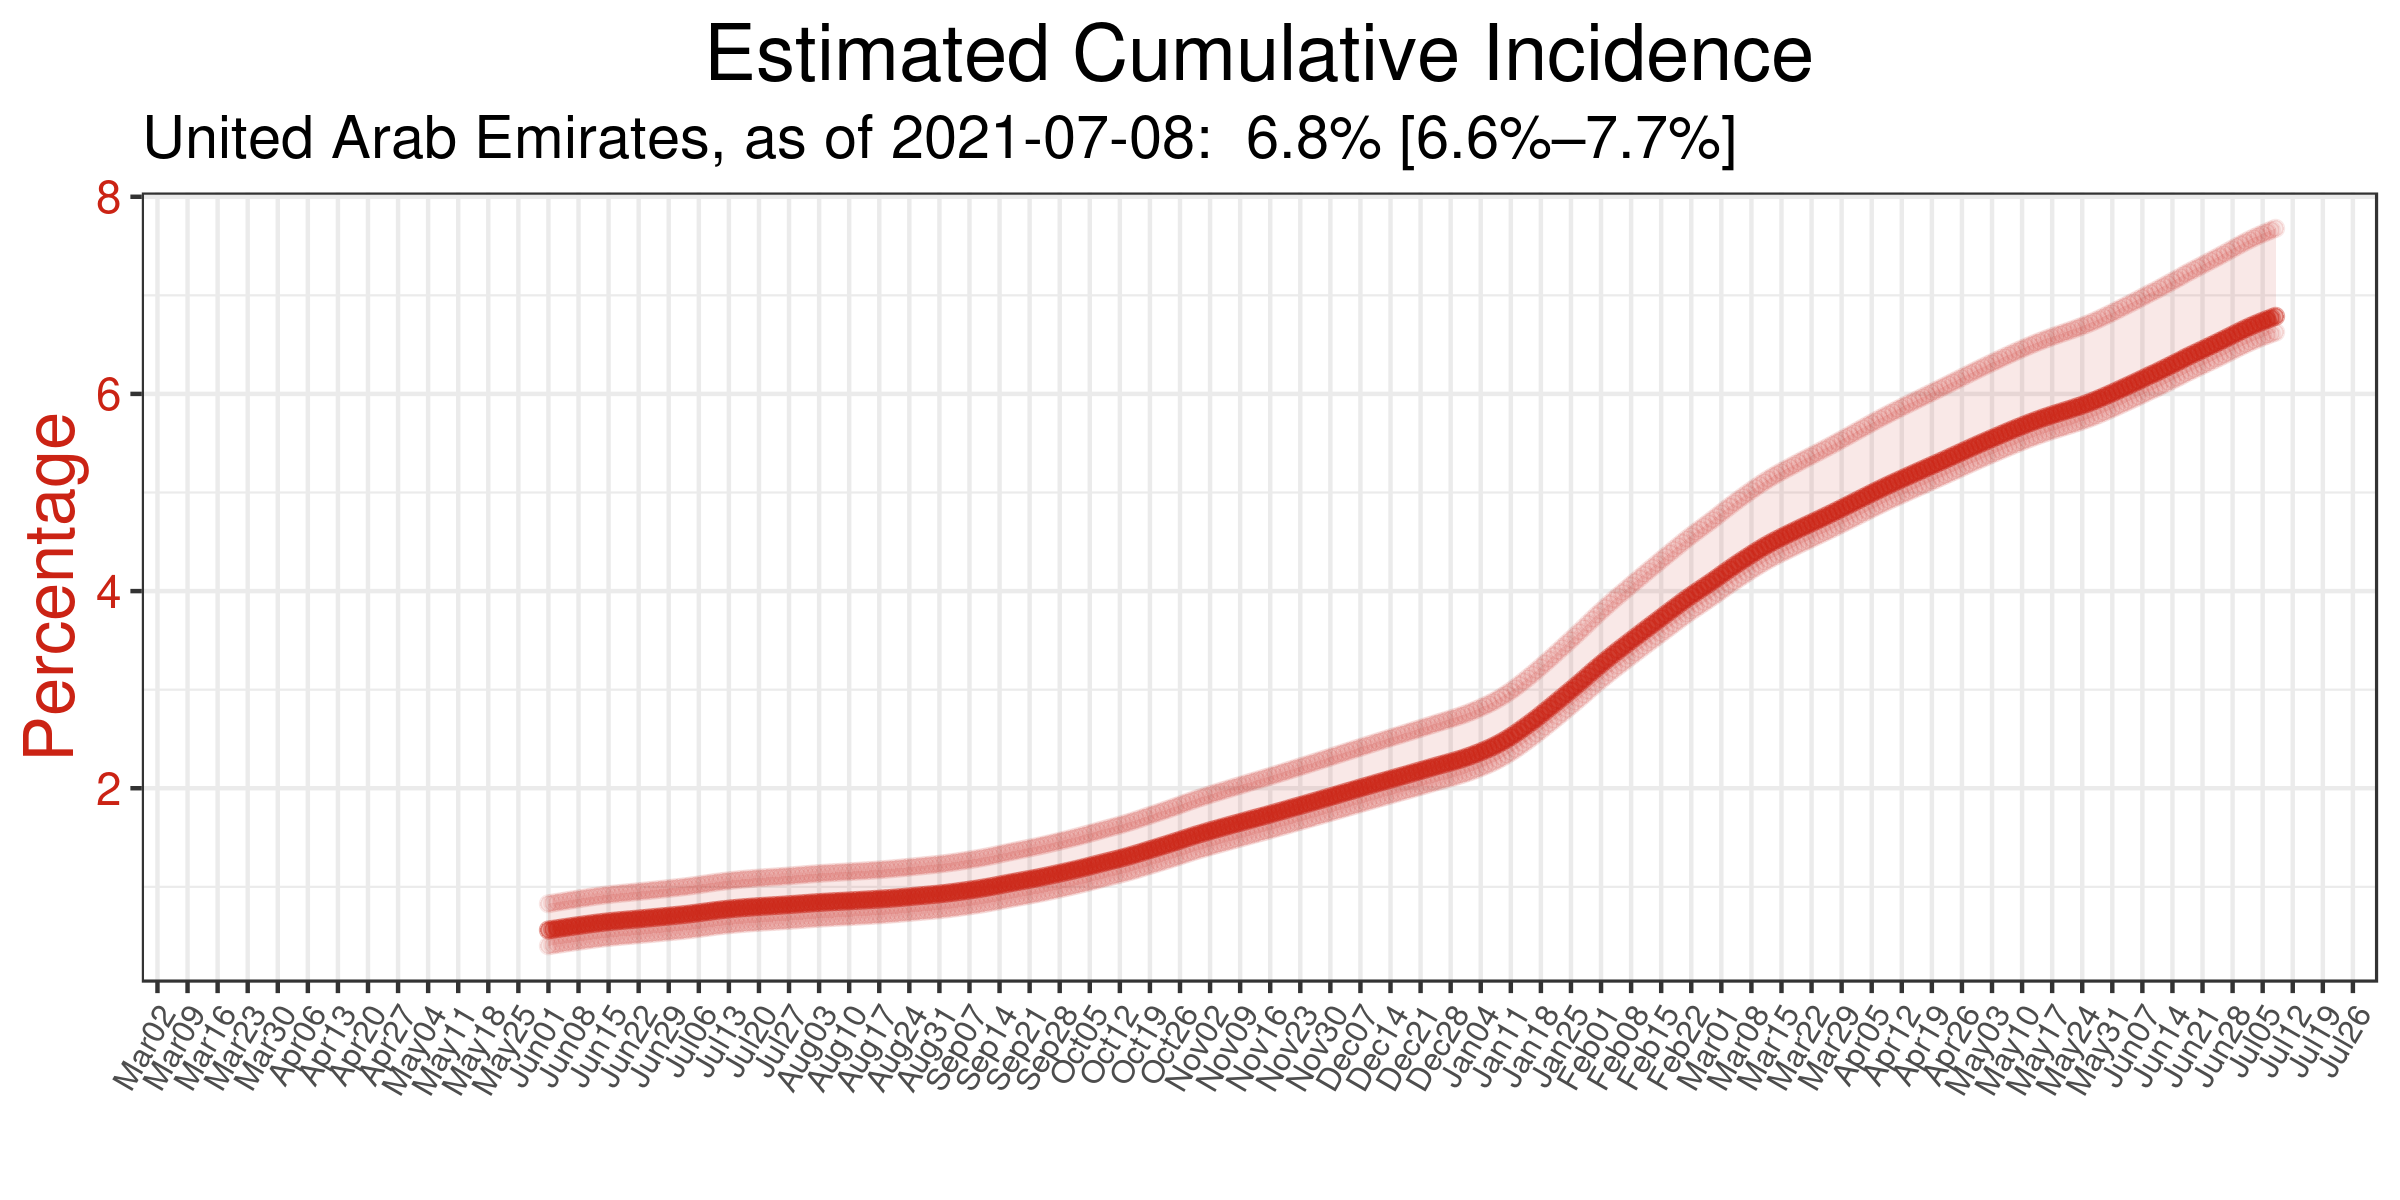 Estimated Cumulative Incidence
United Arab Emirates, as of 2021-07-08:  6.8% [6.6%–7.7%]
Percentage
8
6
4
2
Mar02
Mar09
Mar16
Mar23
Mar30
Apr06
Apr13
Apr20
Apr27
May04
May11
May18
May25
Jun01
Jun08
Jun15
Jun22
Jun29
Jul06
Jul13
Jul20
Jul27
Aug03
Aug10
Aug17
Aug24
Aug31
Sep07
Sep14
Sep21
Sep28
Oct05
Oct12
Oct19
Oct26
Nov02
Nov09
Nov16
Nov23
Nov30
Dec07
Dec14
Dec21
Dec28
Jan04
Jan11
Jan18
Jan25
Feb01
Feb08
Feb15
Feb22
Mar01
Mar08
Mar15
Mar22
Mar29
Apr05
Apr12
Apr19
Apr26
May03
May10
May17
May24
May31
Jun07
Jun14
Jun21
Jun28
Jul05
Jul12
Jul19
Jul26